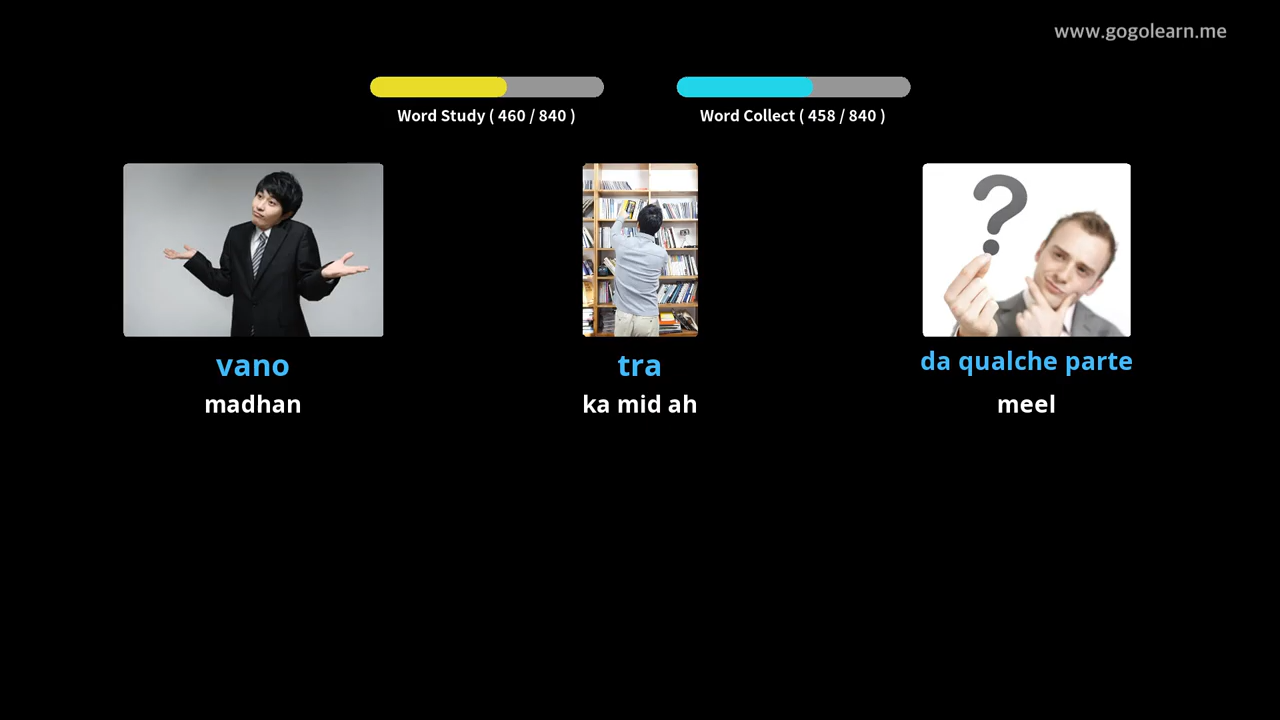 www.gogolearn.me
Word Study ( 460 / 840 )
Word Collect ( 458 / 840 )
vano
madhan
tra
ka mid ah
da qualche parte
meel